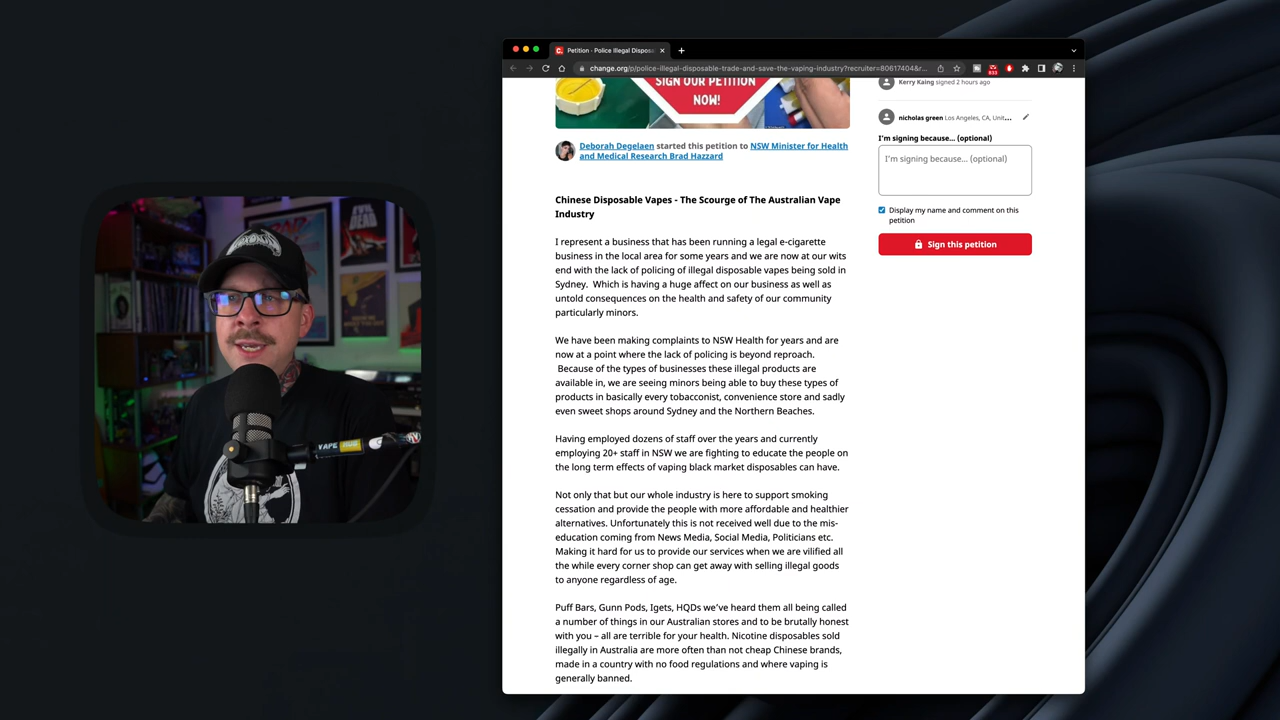 Petition · Police Illegal Disposa
change.org/p/police-illegal-disposable-trade-and-save-the-vaping-industry?recruiter=80617404&r...
SIGN OUR PETITION
NOW!
Deborah Degelaen started this petition to NSW Minister for Health
and Medical Research Brad Hazzard
Chinese Disposable Vapes - The Scourge of The Australian Vape
Industry
I represent a business that has been running a legal e-cigarette
business in the local area for some years and we are now at our wits
end with the lack of policing of illegal disposable vapes being sold in
Sydney.  Which is having a huge affect on our business as well as
untold consequences on the health and safety of our community
particularly minors.
We have been making complaints to NSW Health for years and are
now at a point where the lack of policing is beyond reproach.
Because of the types of businesses these illegal products are
available in, we are seeing minors being able to buy these types of
products in basically every tobacconist, convenience store and sadly
even sweet shops around Sydney and the Northern Beaches.
Having employed dozens of staff over the years and currently
employing 20+ staff in NSW we are fighting to educate the people on
the long term effects of vaping black market disposables can have.
Not only that but our whole industry is here to support smoking
cessation and provide the people with more affordable and healthier
alternatives. Unfortunately this is not received well due to the mis-
education coming from News Media, Social Media, Politicians etc.
Making it hard for us to provide our services when we are vilified all
the while every corner shop can get away with selling illegal goods
to anyone regardless of age.
Puff Bars, Gunn Pods, Igets, HQDs we've heard them all being called
a number of things in our Australian stores and to be brutally honest
with you – all are terrible for your health. Nicotine disposables sold
illegally in Australia are more often than not cheap Chinese brands,
made in a country with no food regulations and where vaping is
generally banned.
Kerry Kaing signed 2 hours ago
nicholas green Los Angeles, CA, Unit...
I'm signing because... (optional)
I'm signing because... (optional)
Display my name and comment on this
petition
Sign this petition
EVIL
DEAD
VAPE